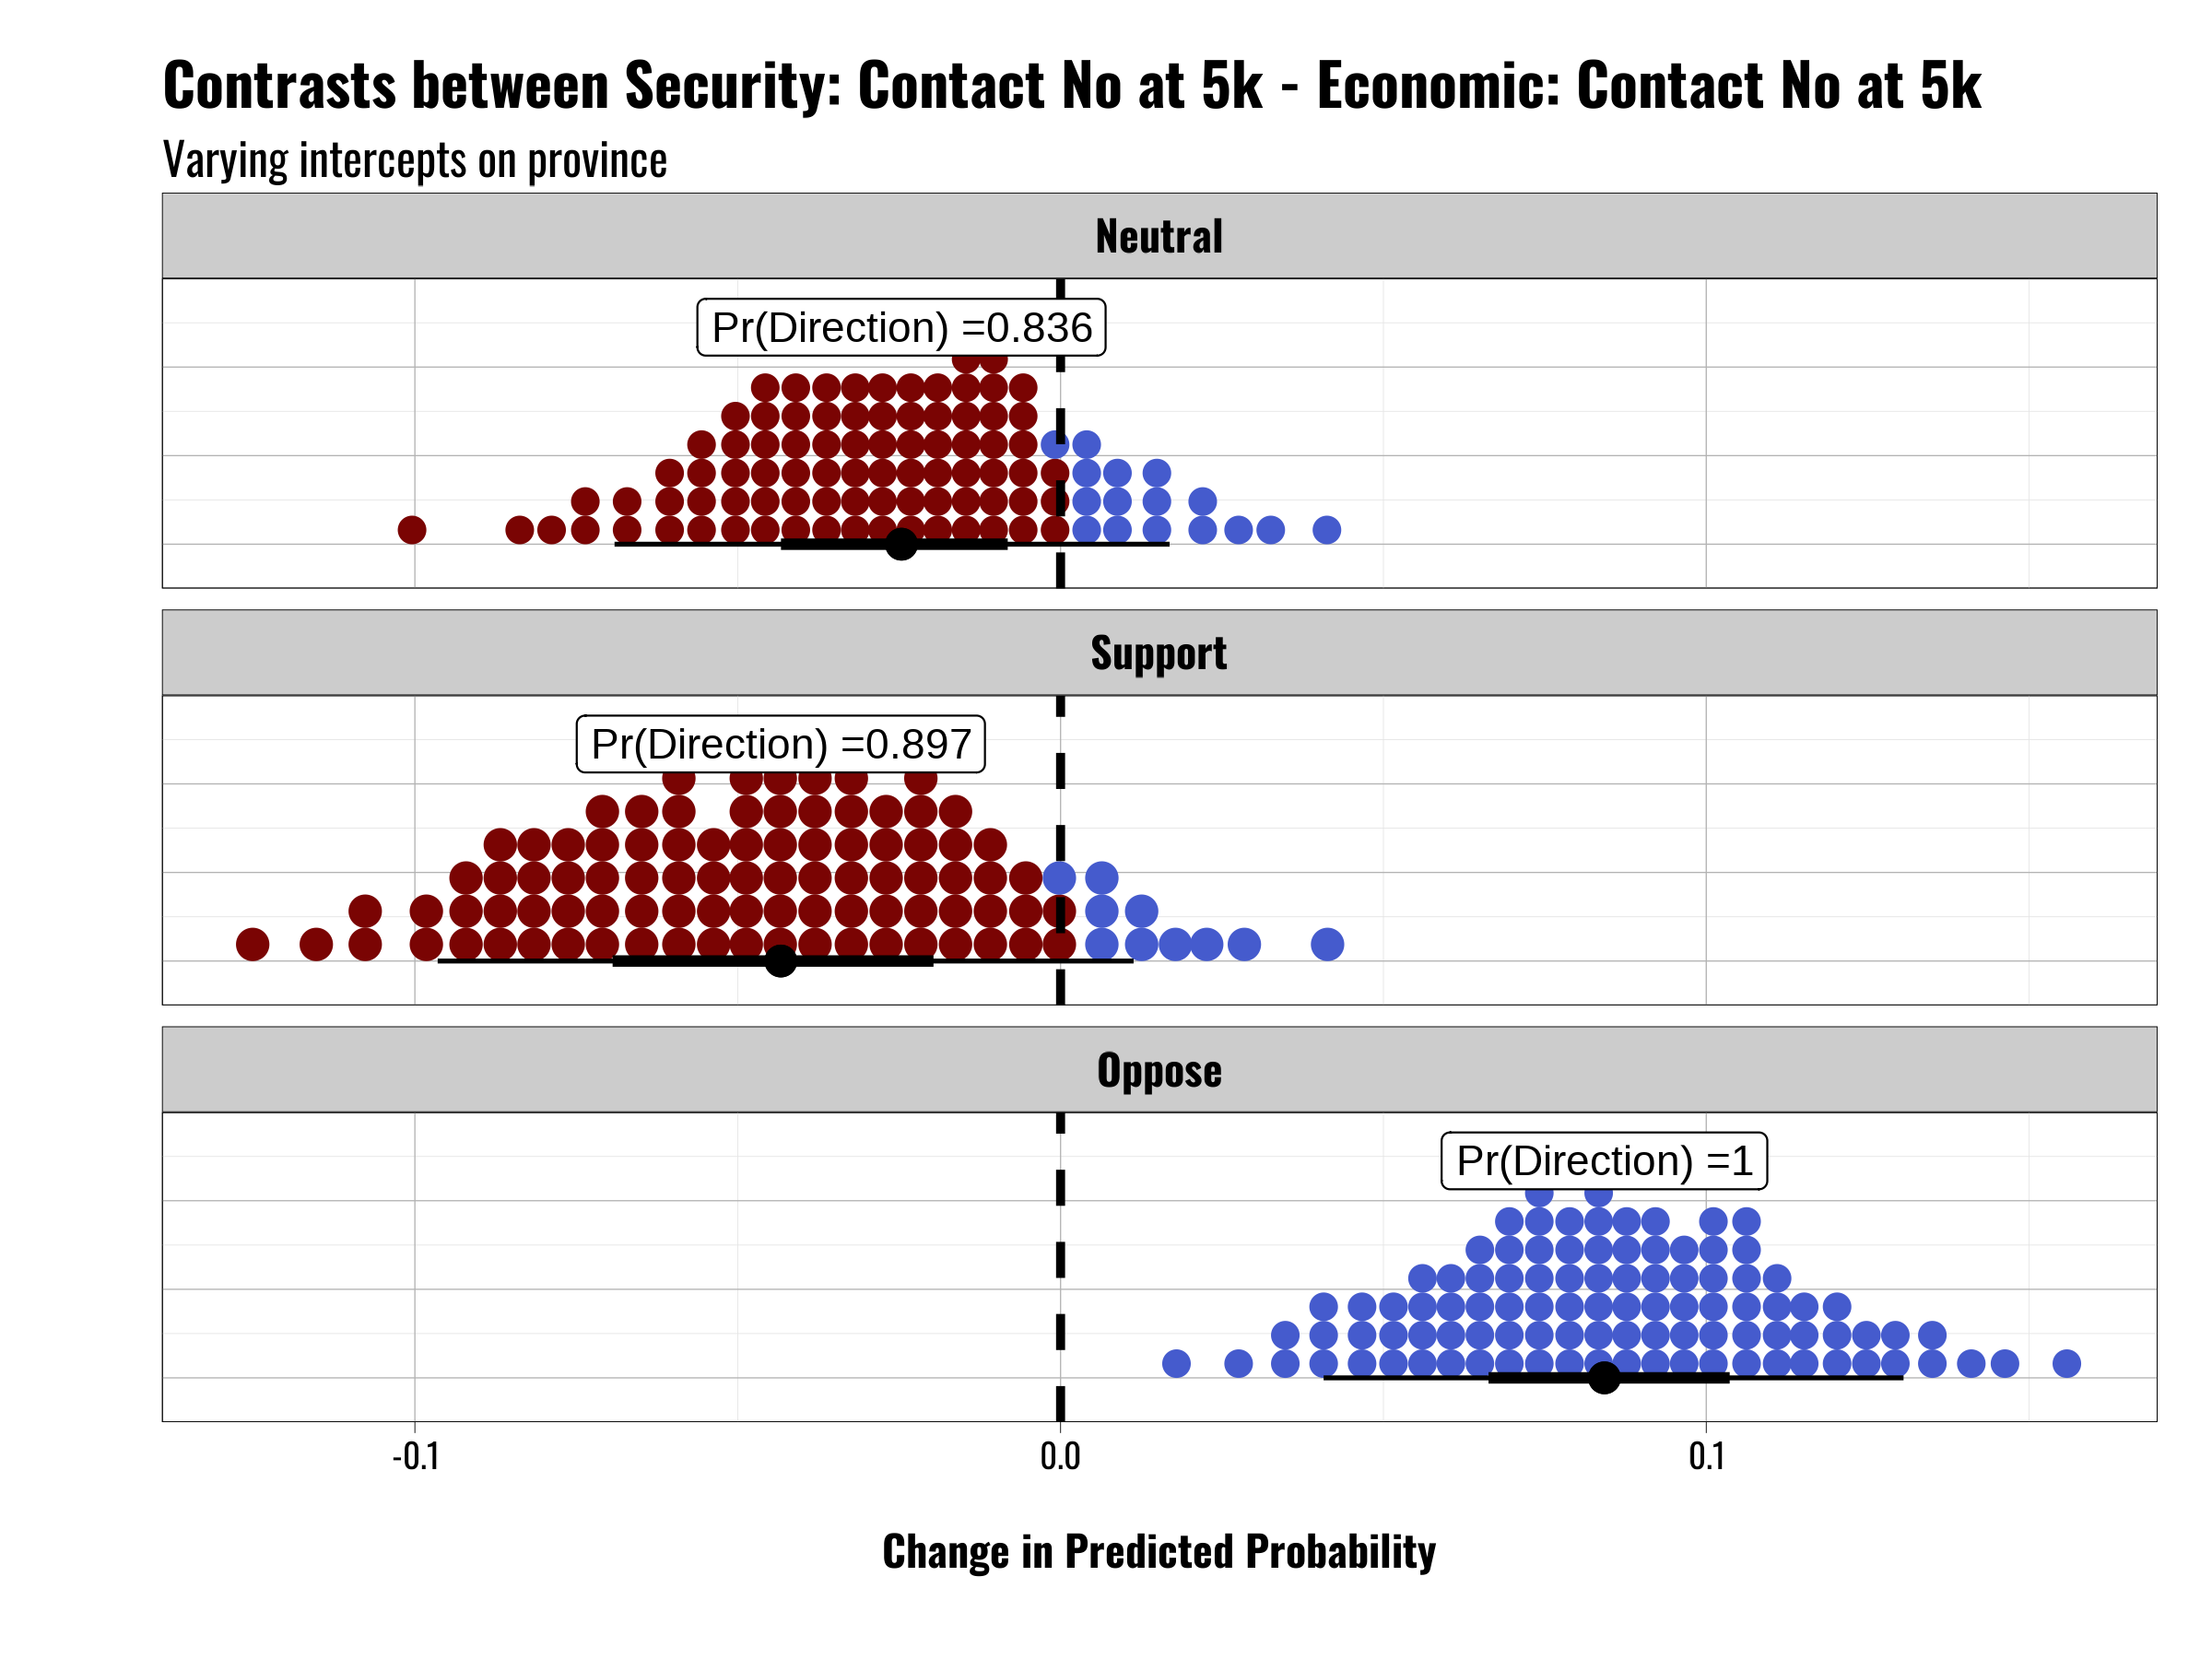 Contrasts between Security: Contact No at 5k - Economic: Contact No at 5k
Varying intercepts on province
Neutral
Pr(Direction) =0.836
Support
Pr(Direction) =0.897
Oppose
Pr(Direction) =1
-0.1 0.0 0.1
Change in Predicted Probability